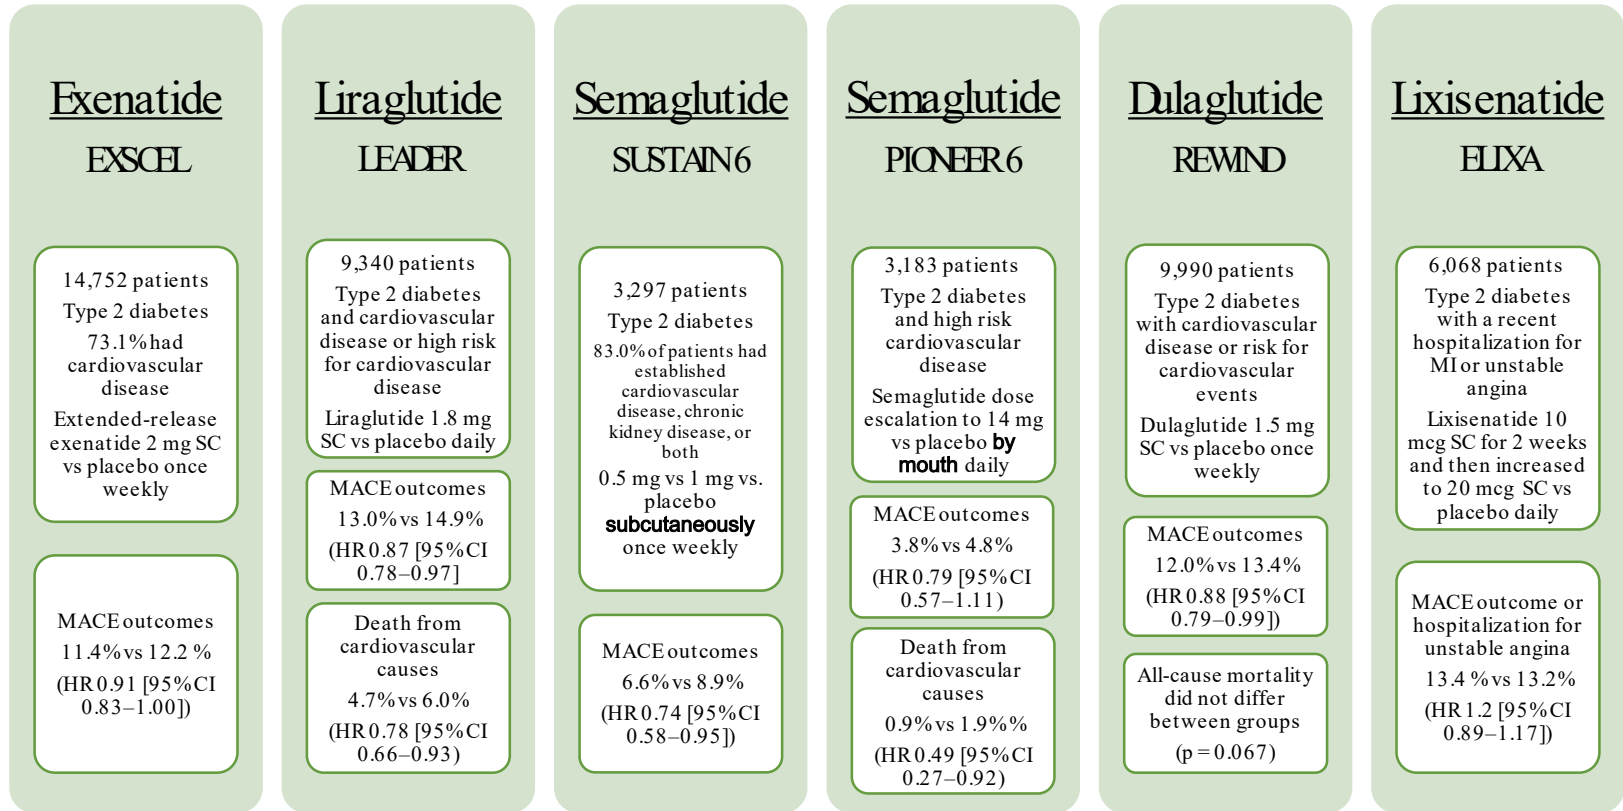 Exenatide
EXSCEL
14,752 patients
Type 2 diabetes
73.1% had
cardiovascular
disease
Extended-release
exenatide 2 mg SC
vs placebo once
weekly
MACE outcomes
11.4% vs 12.2 %
(HR 0.91 [95% CI
0.83–1.00])
Liraglutide
LEADER
9,340 patients
Type 2 diabetes
and cardiovascular
disease or high risk
for cardiovascular
disease
Liraglutide 1.8 mg
SC vs placebo daily
MACE outcomes
13.0% vs 14.9%
(HR 0.87 [95% CI
0.78–0.97]
Death from
cardiovascular
causes
4.7% vs 6.0%
(HR 0.78 [95% CI
0.66–0.93)
Semaglutide
SUSTAIN 6
3,297 patients
Type 2 diabetes
83.0% of patients had
established
cardiovascular
disease, chronic
kidney disease, or
both
0.5 mg vs 1 mg vs.
placebo
subcutaneously
once weekly
MACE outcomes
6.6% vs 8.9%
(HR 0.74 [95% CI
0.58–0.95])
Semaglutide
PIONEER 6
3,183 patients
Type 2 diabetes
and high risk
cardiovascular
disease
Semaglutide dose
escalation to 14 mg
vs placebo by
mouth daily
MACE outcomes
3.8% vs 4.8%
(HR 0.79 [95% CI
0.57–1.11)
Death from
cardiovascular
causes
0.9% vs 1.9%%
(HR 0.49 [95% CI
0.27–0.92)
Dulaglutide
REWIND
9,990 patients
Type 2 diabetes
with cardiovascular
disease or risk for
cardiovascular
events
Dulaglutide 1.5 mg
SC vs placebo once
weekly
MACE outcomes
12.0% vs 13.4%
(HR 0.88 [95% CI
0.79–0.99])
All-cause mortality
did not differ
between groups
(p = 0.067)
Lixisenatide
ELIXA
6,068 patients
Type 2 diabetes
with a recent
hospitalization for
MI or unstable
angina
Lixisenatide 10
mcg SC for 2 weeks
and then increased
to 20 mcg SC vs
placebo daily
MACE outcome or
hospitalization for
unstable angina
13.4 % vs 13.2%
(HR 1.2 [95% CI
0.89–1.17])